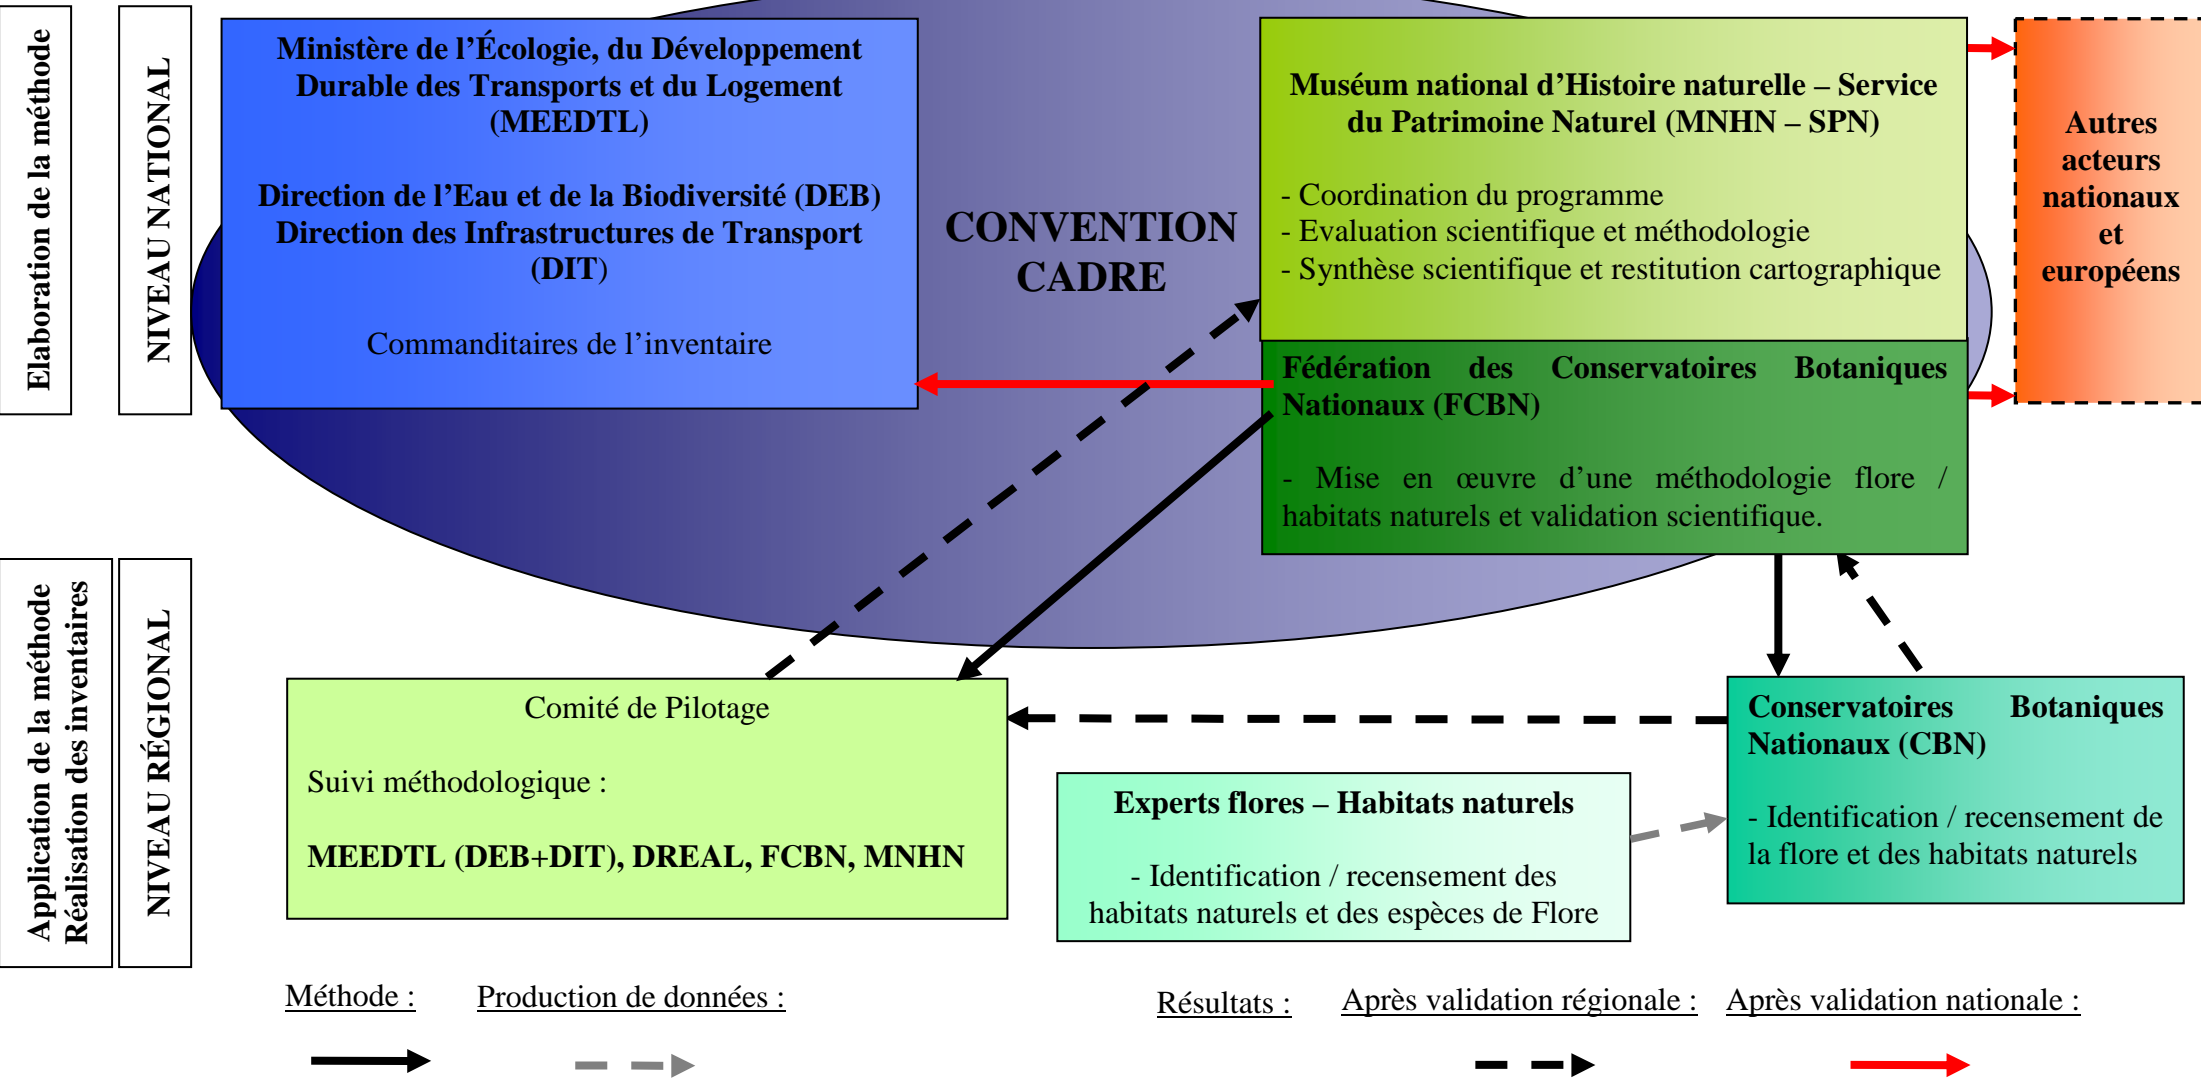 Elaboration de la méthode
NIVEAU NATIONAL
Ministère de l’Écologie, du Développement
Durable des Transports et du Logement
(MEEDTL)
Direction de l’Eau et de la Biodiversité (DEB)
Direction des Infrastructures de Transport
(DIT)
Commanditaires de l’inventaire
CONVENTION
CADRE
Muséum national d’Histoire naturelle – Service
du Patrimoine Naturel (MNHN – SPN)
- Coordination du programme
- Evaluation scientifique et méthodologie
- Synthèse scientifique et restitution cartographique
Fédération des Conservatoires Botaniques
Nationaux (FCBN)
- Mise en œuvre d’une méthodologie flore /
habitats naturels et validation scientifique.
Autres
acteurs
nationaux
et
européens
Application de la méthode
Réalisation des inventaires
NIVEAU RÉGIONAL
Comité de Pilotage
Suivi méthodologique :
MEEDTL (DEB+DIT), DREAL, FCBN, MNHN
Experts flores – Habitats naturels
- Identification / recensement des
habitats naturels et des espèces de Flore
Conservatoires Botaniques
Nationaux (CBN)
- Identification / recensement de
la flore et des habitats naturels
Méthode :
Production de données :
Résultats :
Après validation régionale :
Après validation nationale :